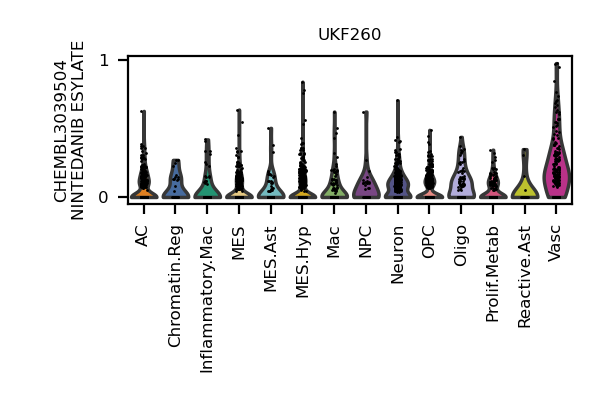 UKF260
CHEMBL3039504
NINTEDANIB ESYLATE
1
0
AC
Chromatin.Reg
Inflammatory.Mac
MES
MES.Ast
MES.Hyp
Mac
NPC
Neuron
OPC
Oligo
Prolif.Metab
Reactive.Ast
Vasc